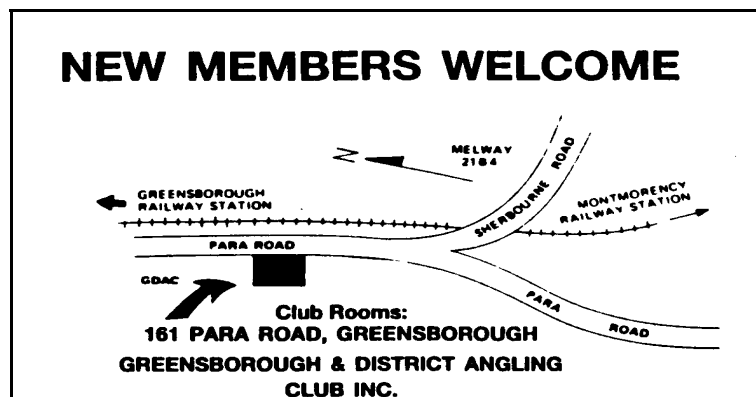 NEW MEMBERS WELCOME
N
MELWAY
21B4
SHERBOURNE ROAD
GREENSBOROUGH
RAILWAY STATION
MONTMORENCY
RAILWAY STATION
PARA ROAD
GDAC
PARA
ROAD
Club Rooms:
161 PARA ROAD, GREENSBOROUGH
GREENSBOROUGH & DISTRICT ANGLING
CLUB INC.